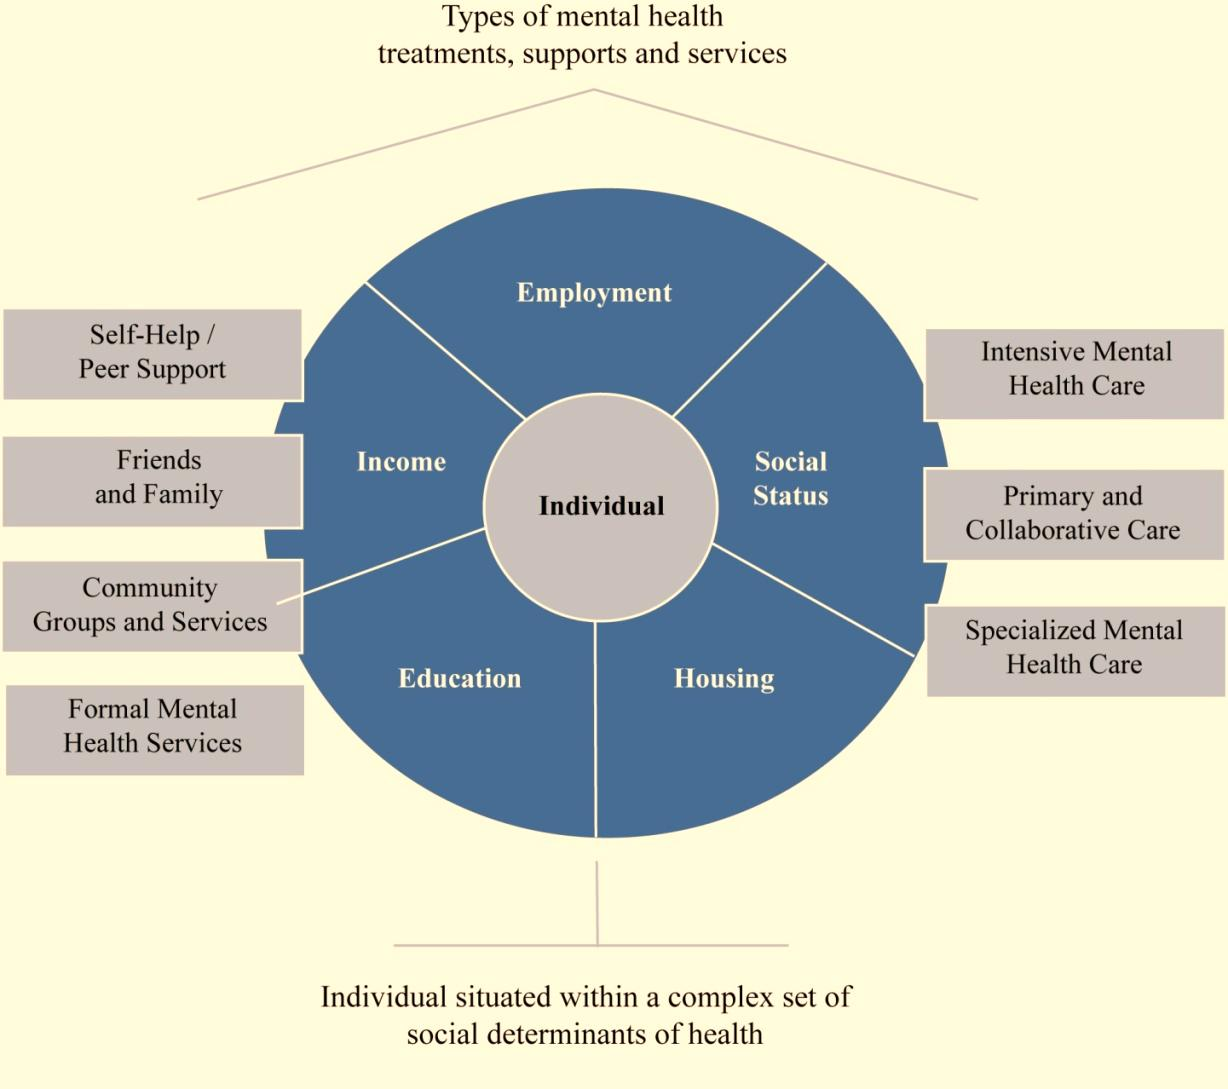 Types of mental health
treatments, supports and services
Employment
Self-Help /
Peer Support
Friends
and Family
Community
Groups and Services
Formal Mental
Health Services
Income
Individual
Social
Status
Education
Housing
Intensive Mental
Health Care
Primary and
Collaborative Care
Specialized Mental
Health Care
Individual situated within a complex set of
social determinants of health